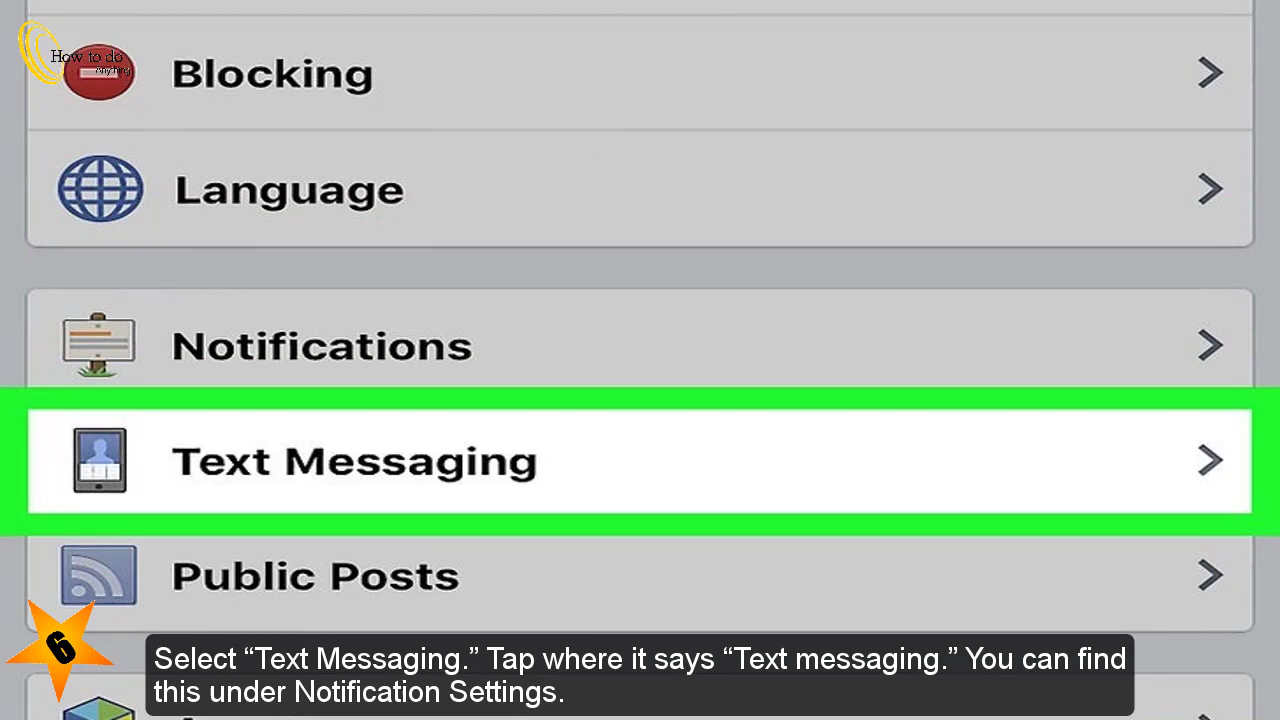 How to do
Anything
Blocking
Language
Notifications
Text Messaging
Public Posts
6
Select “Text Messaging.” Tap where it says “Text messaging.” You can find
this under Notification Settings.